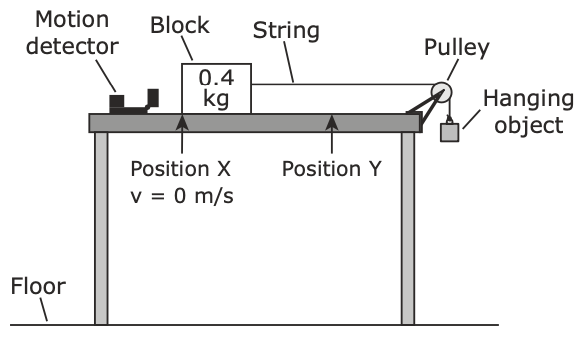 Motion
detector
Block
String
Pulley
0.4
kg
Hanging
object
Position X
v = 0 m/s
Position Y
Floor